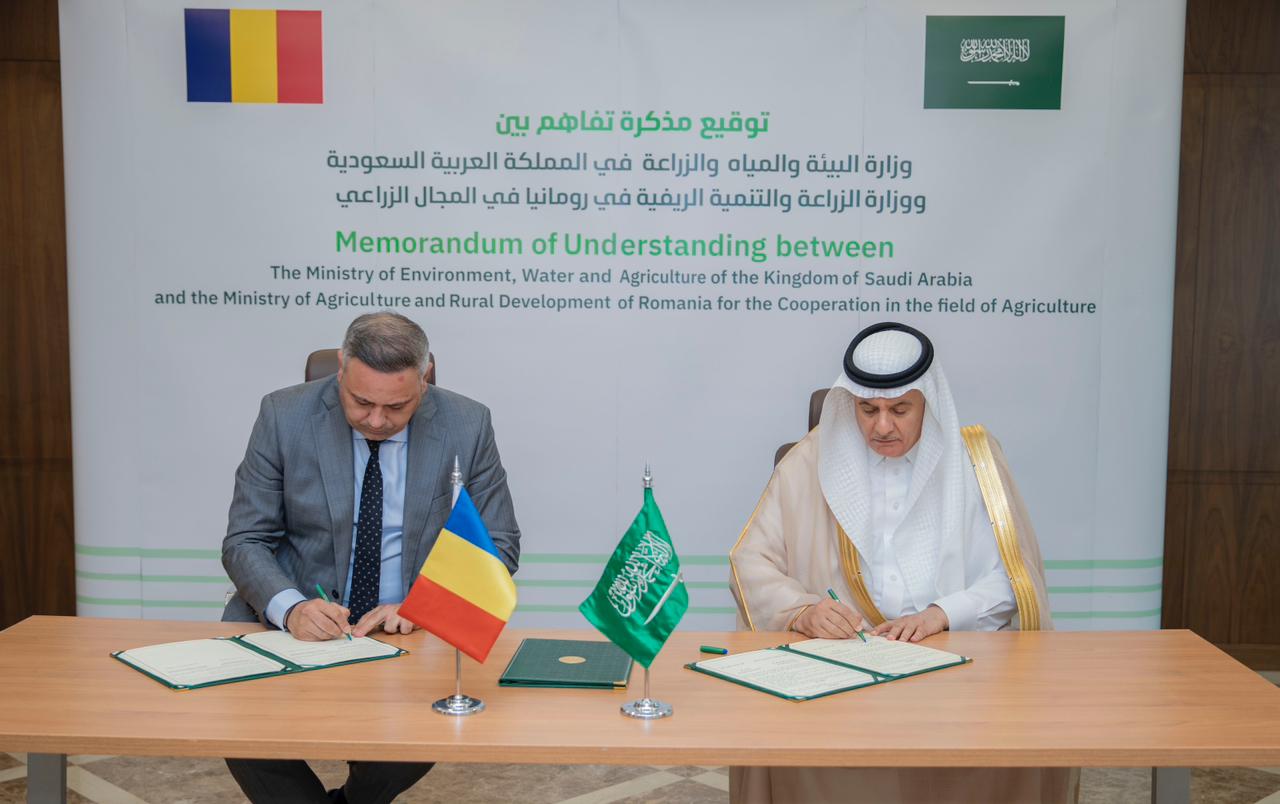 توقيع مذكرة تفاهم بين
وزارة البيئة والمياه والزراعة في المملكة العربية السعودية
ووزارة الزراعة والتنمية الريفية في رومانيا في المجال الزراعي
Memorandum of Understanding between
The Ministry of Environment, Water and Agriculture of the Kingdom of Saudi Arabia
and the Ministry of Agriculture and Rural Development of Romania for the Cooperation in the field of Agriculture